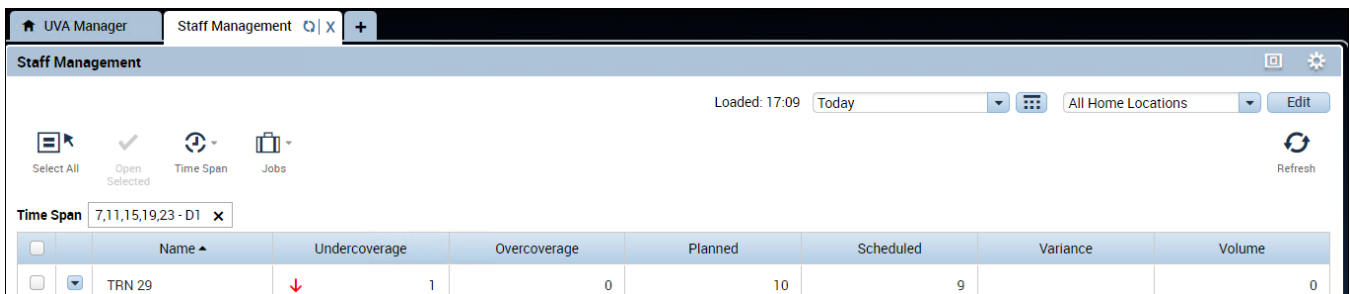 UVA Manager Staff Management X +
Staff Management
Loaded: 17:09 Today All Home Locations Edit
Select All Open Selected Time Span Jobs Refresh
Time Span 7,11,15,19,23 - D1 x
Name Undercoverage Overcoverage Planned Scheduled Variance Volume
TRN 29 1 0 10 9 0